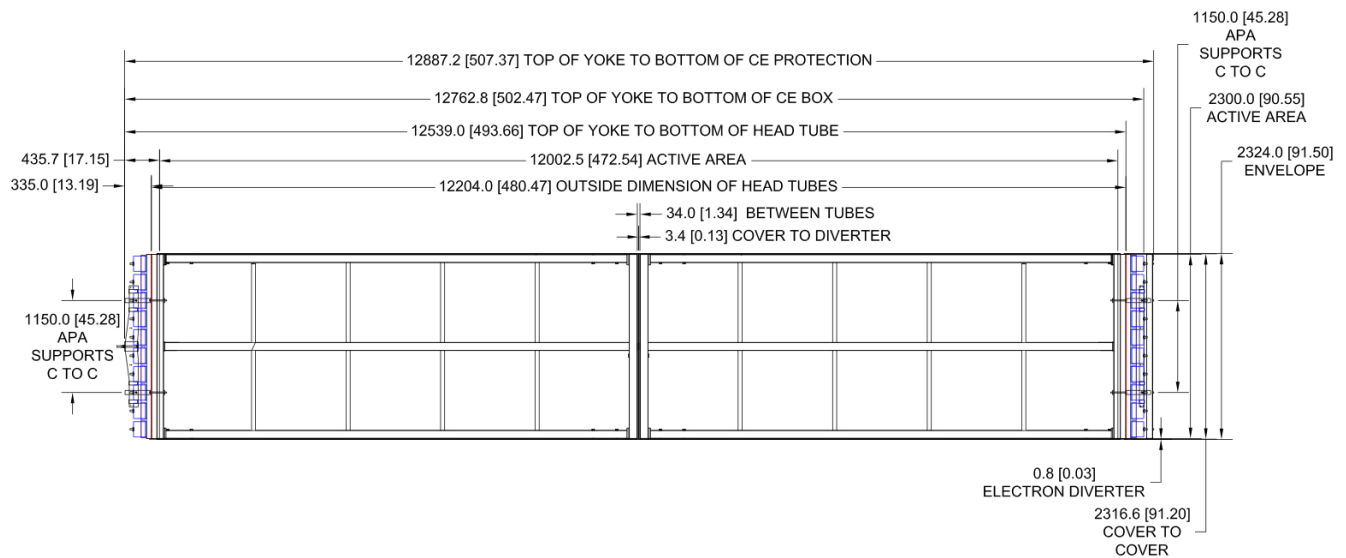 1150.0 [45.28]
APA
SUPPORTS
C TO C
12887.2 [507.37] TOP OF YOKE TO BOTTOM OF CE PROTECTION
12762.8 [502.47] TOP OF YOKE TO BOTTOM OF CE BOX
2300.0 [90.55]
ACTIVE AREA
12539.0 [493.66] TOP OF YOKE TO BOTTOM OF HEAD TUBE
435.7 [17.15]
12002.5 [472.54] ACTIVE AREA
2324.0 [91.50]
ENVELOPE
335.0 [13.19]
12204.0 [480.47] OUTSIDE DIMENSION OF HEAD TUBES
34.0 [1.34] BETWEEN TUBES
3.4 [0.13] COVER TO DIVERTER
1150.0 [45.28]
APA
SUPPORTS
C TO C
0.8 [0.03]
ELECTRON DIVERTER
2316.6 [91.20]
COVER TO
COVER